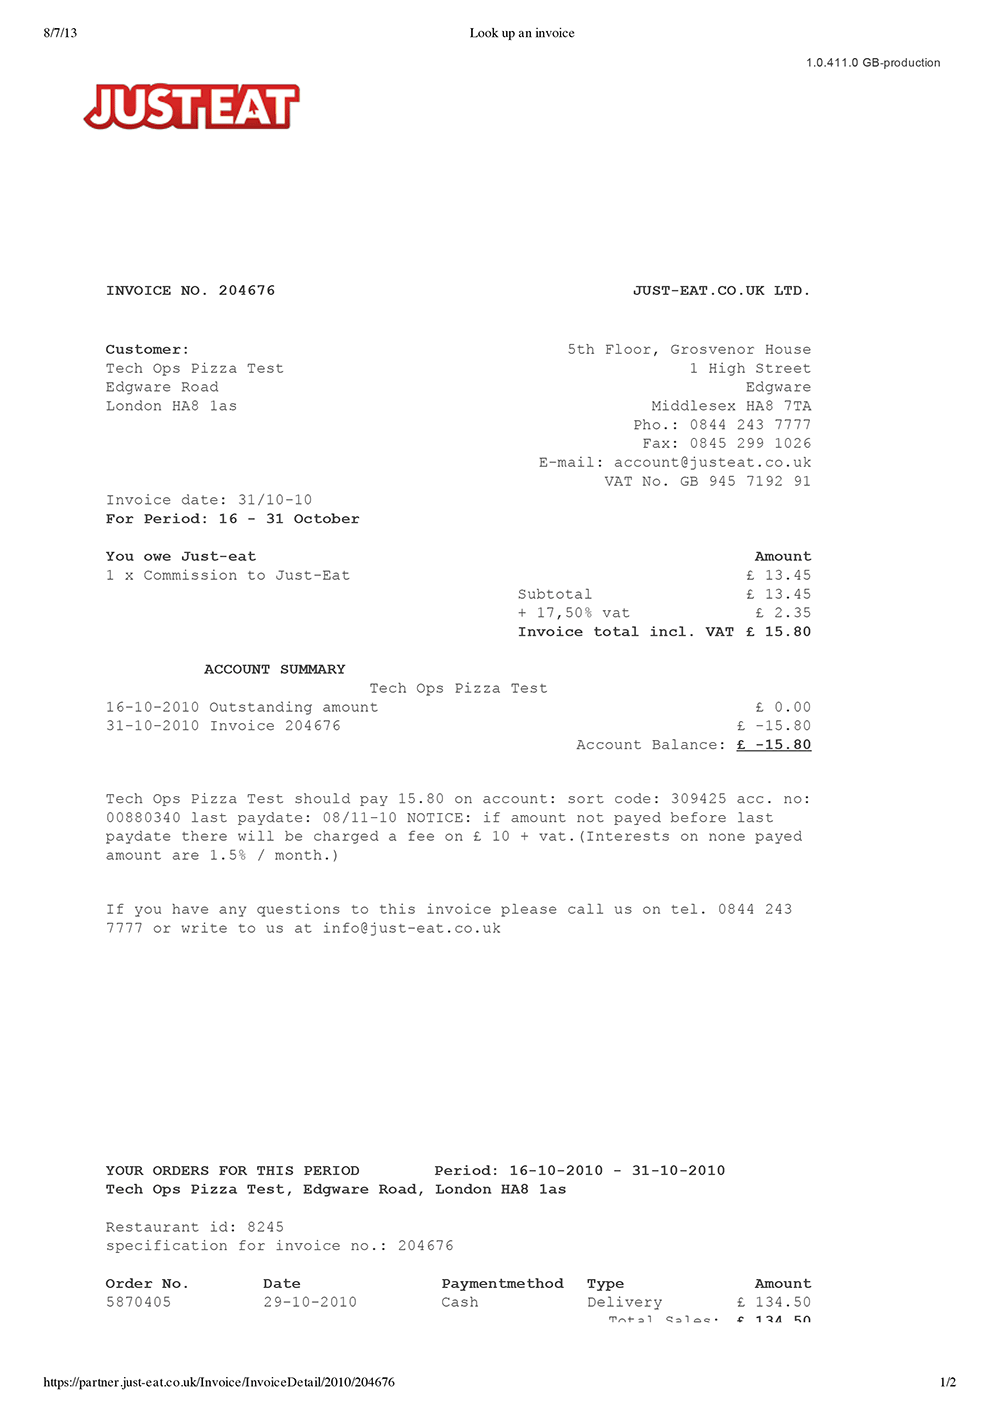 8/7/13 Look up an invoice
1.0.411.0 GB-production
JUST-EAT
INVOICE NO. 204676 JUST-EAT.CO.UK LTD.
Customer: 5th Floor, Grosvenor House
Tech Ops Pizza Test 1 High Street
Edgware Road Edgware
London HA8 1as Middlesex HA8 7TA
Pho.: 0844 243 7777
Fax: 0845 299 1026
E-mail: account@justeat.co.uk
VAT No. GB 945 7192 91
Invoice date: 31/10-10
For Period: 16 - 31 October
You owe Just-eat Amount
1 x Commission to Just-Eat £ 13.45
Subtotal £ 13.45
+ 17,50% vat £ 2.35
Invoice total incl. VAT £ 15.80
ACCOUNT SUMMARY
Tech Ops Pizza Test
16-10-2010 Outstanding amount £ 0.00
31-10-2010 Invoice 204676 £ -15.80
Account Balance: £ -15.80
Tech Ops Pizza Test should pay 15.80 on account: sort code: 309425 acc. no:
00880340 last paydate: 08/11-10 NOTICE: if amount not payed before last
paydate there will be charged a fee on £ 10 + vat.(Interests on none payed
amount are 1.5% / month.)
If you have any questions to this invoice please call us on tel. 0844 243
7777 or write to us at info@just-eat.co.uk
YOUR ORDERS FOR THIS PERIOD Period: 16-10-2010 - 31-10-2010
Tech Ops Pizza Test, Edgware Road, London HA8 1as
Restaurant id: 8245
specification for invoice no.: 204676
Order No. Date Paymentmethod Type Amount
5870405 29-10-2010 Cash Delivery £ 134.50
Total Sales: £ 134.50
https://partner.just-eat.co.uk/Invoice/InvoiceDetail/2010/204676 1/2